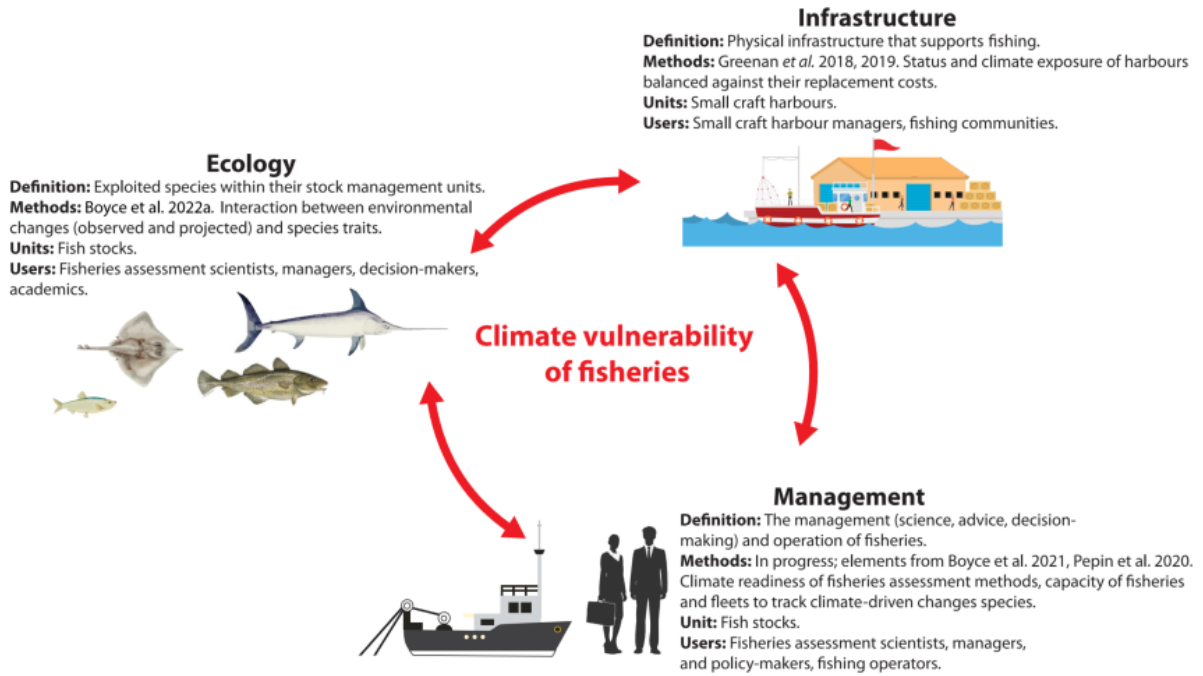 Infrastructure
Definition: Physical infrastructure that supports fishing.
Methods: Greenan et al. 2018, 2019. Status and climate exposure of harbours
balanced against their replacement costs.
Units: Small craft harbours.
Users: Small craft harbour managers, fishing communities.
Ecology
Definition: Exploited species within their stock management units.
Methods: Boyce et al. 2022a. Interaction between environmental
changes (observed and projected) and species traits.
Units: Fish stocks.
Users: Fisheries assessment scientists, managers, decision-makers,
academics.
Climate vulnerability
of fisheries
Management
Definition: The management (science, advice, decision-
making) and operation of fisheries.
Methods: In progress; elements from Boyce et al. 2021, Pepin et al. 2020.
Climate readiness of fisheries assessment methods, capacity of fisheries
and fleets to track climate-driven changes species.
Unit: Fish stocks.
Users: Fisheries assessment scientists, managers,
and policy-makers, fishing operators.